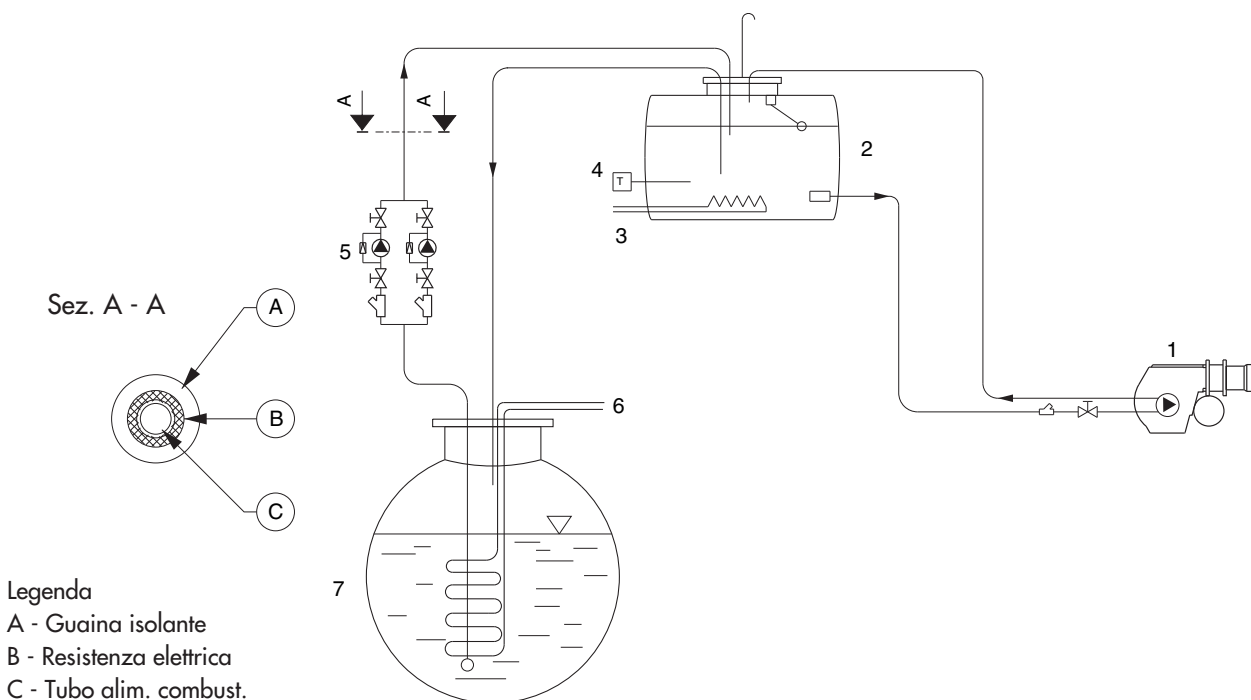 A
A
2
4
T
3
5
Sez. A - A
A
1
6
B
C
7
Legenda
A - Guaina isolante
B - Resistenza elettrica
C - Tubo alim. combust.